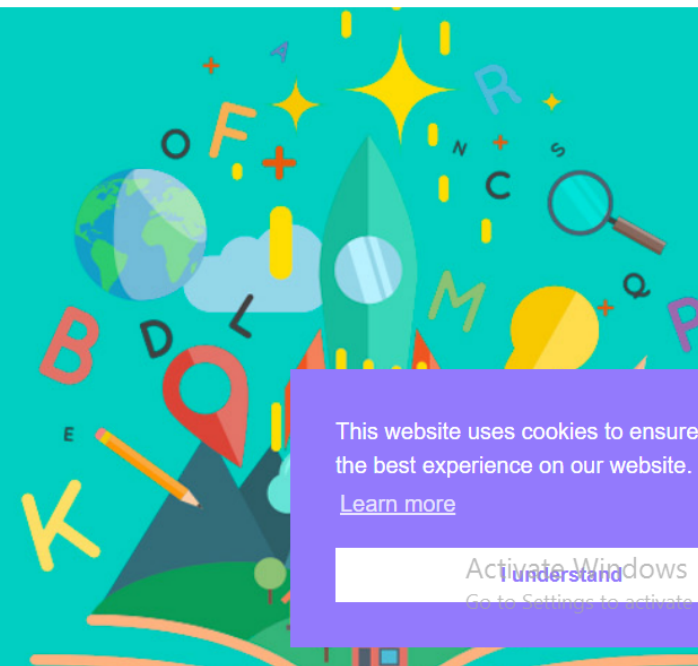 A
R
F
O
N
S
C
Q
M
L
B
D
P
E
K
This website uses cookies to ensure
the best experience on our website.
Learn more
Activate Windows
I understand
Go to Settings to activate